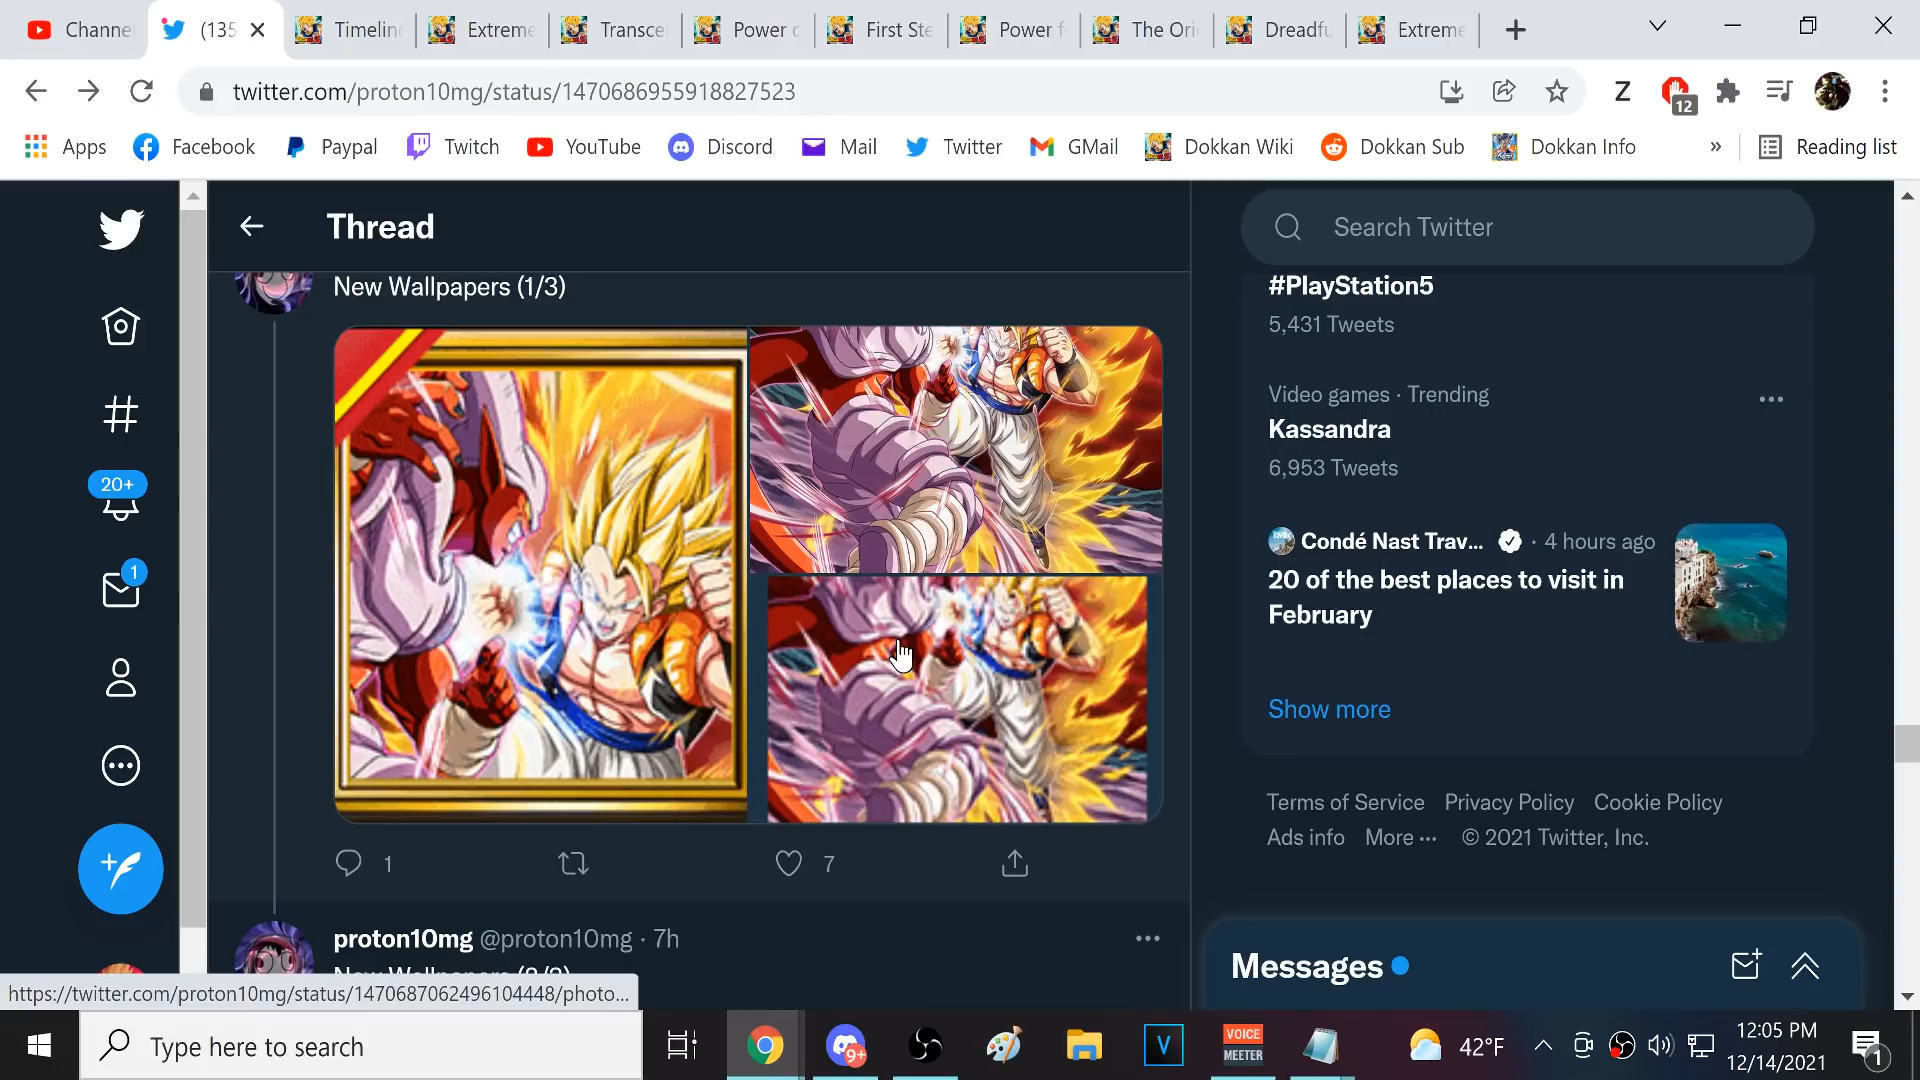 Channe
(135
Timelin
Extreme
Transce
Power o
First Ste
Power f
The Ori
Dreadfu
Extreme
twitter.com/proton10mg/status/1470686955918827523
Z
12
Apps
Facebook
Paypal
Twitch
YouTube
Discord
Mail
Twitter
GMail
Dokkan Wiki
Dokkan Sub
Dokkan Info
»
Reading list
Thread
Search Twitter
New Wallpapers (1/3)
20+
1
1
7
proton10mg @proton10mg · 7h
#PlayStation5
5,431 Tweets
Video games · Trending
Kassandra
6,953 Tweets
Condé Nast Trav... · 4 hours ago
20 of the best places to visit in
February
Show more
Terms of Service Privacy Policy Cookie Policy
Ads info More ··· © 2021 Twitter, Inc.
Messages
https://twitter.com/proton10mg/status/1470687062496104448/photo...
Type here to search
9+
V
VOICE
MEETER
42°F
12:05 PM
12/14/2021
1